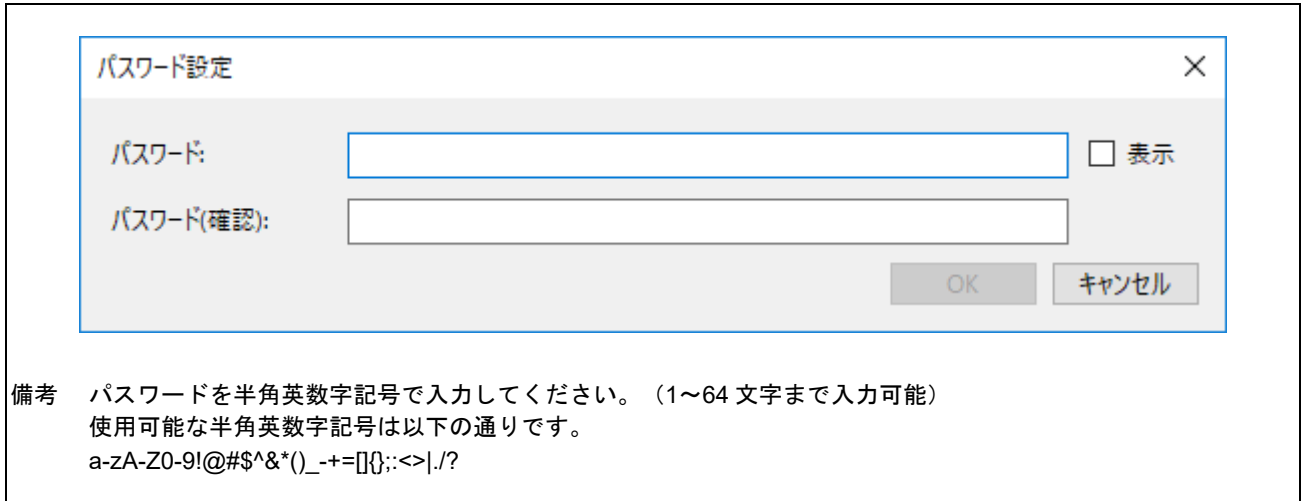 パスワード設定
パスワード:
表示
パスワード(確認):
OK
キャンセル
備考 パスワードを半角英数字記号で入力してください。（1～64 文字まで入力可能）
使用可能な半角英数字記号は以下の通りです。
a-zA-Z0-9!@#$^&*()_-+=[]{};:<>|./?